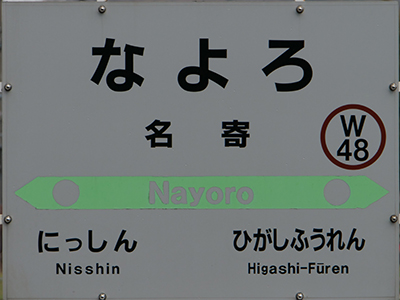 なよろ
名寄
W
48
Nayoro
にっしん ひがしふうれん
Nisshin Higashi-Fūren